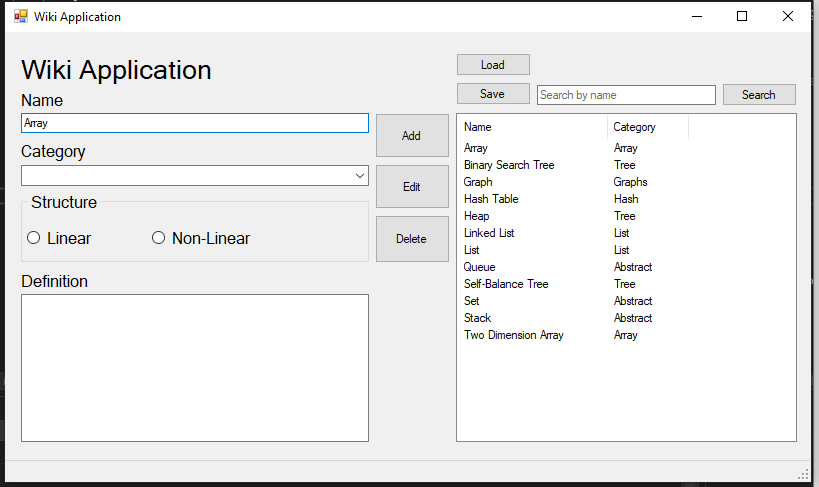 Wiki Application
Wiki Application
Name
Array
Category
Structure
Linear Non-Linear
Definition
Add
Edit
Delete
Load
Save Search by name Search
Name Category
Array Array
Binary Search Tree Tree
Graph Graphs
Hash Table Hash
Heap Tree
Linked List List
List List
Queue Abstract
Self-Balance Tree Tree
Set Abstract
Stack Abstract
Two Dimension Array Array